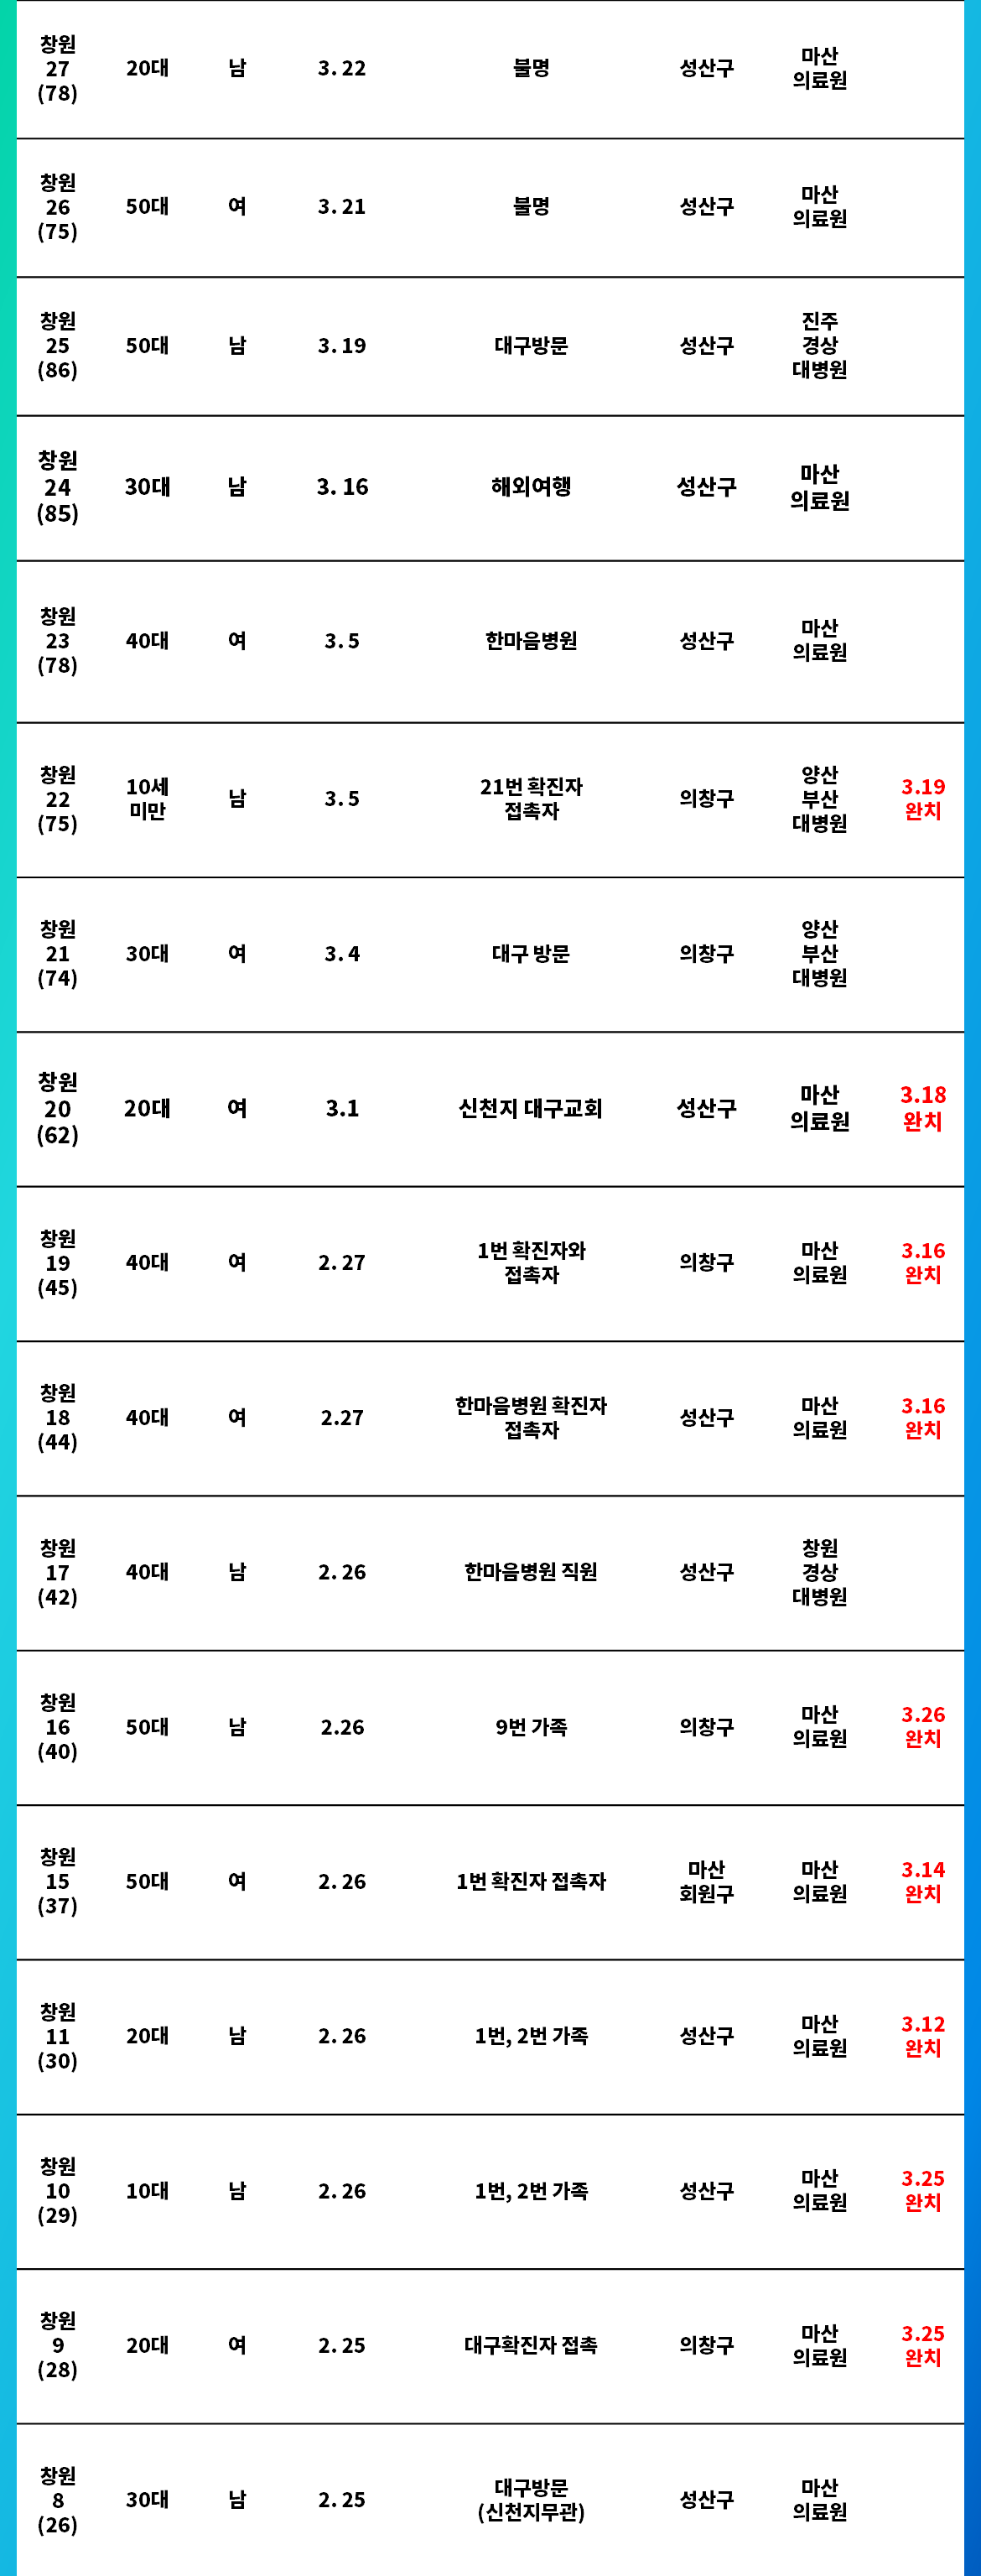 창원
27
(78)
20대
남
3. 22
불명
성산구
마산
의료원
창원
26
(75)
50대
여
3. 21
불명
성산구
마산
의료원
창원
25
(86)
50대
남
3. 19
대구방문
성산구
진주
경상
대병원
창원
24
(85)
30대
남
3. 16
해외여행
성산구
마산
의료원
창원
23
(78)
40대
여
3. 5
한마음병원
성산구
마산
의료원
창원
22
(75)
10세
미만
남
3. 5
21번 확진자
접촉자
의창구
양산
부산
대병원
3.19
완치
창원
21
(74)
30대
여
3. 4
대구 방문
의창구
양산
부산
대병원
창원
20
(62)
20대
여
3.1
신천지 대구교회
성산구
마산
의료원
3.18
완치
창원
19
(45)
40대
여
2. 27
1번 확진자와
접촉자
의창구
마산
의료원
3.16
완치
창원
18
(44)
40대
여
2.27
한마음병원 확진자
접촉자
성산구
마산
의료원
3.16
완치
창원
17
(42)
40대
남
2. 26
한마음병원 직원
성산구
창원
경상
대병원
창원
16
(40)
50대
남
2.26
9번 가족
의창구
마산
의료원
3.26
완치
창원
15
(37)
50대
여
2. 26
1번 확진자 접촉자
마산
회원구
마산
의료원
3.14
완치
창원
11
(30)
20대
남
2. 26
1번, 2번 가족
성산구
마산
의료원
3.12
완치
창원
10
(29)
10대
남
2. 26
1번, 2번 가족
성산구
마산
의료원
3.25
완치
창원
9
(28)
20대
여
2. 25
대구확진자 접촉
의창구
마산
의료원
3.25
완치
창원
8
(26)
30대
남
2. 25
대구방문
(신천지무관)
성산구
마산
의료원